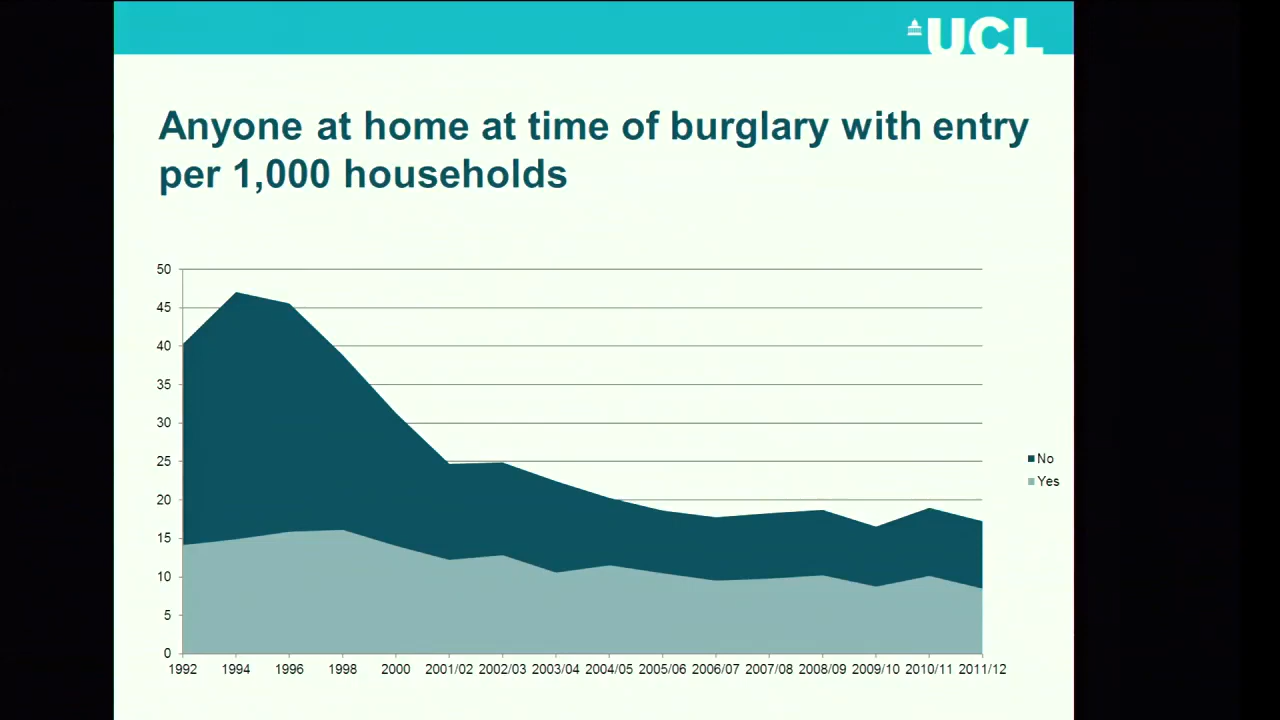 UCL
Anyone at home at time of burglary with entry
per 1,000 households
50
45
40
35
30
25
20
15
10
5
0
No
Yes
1992 1994 1996 1998 2000 2001/02 2002/03 2003/04 2004/05 2005/06 2006/07 2007/08 2008/09 2009/10 2010/11 2011/12